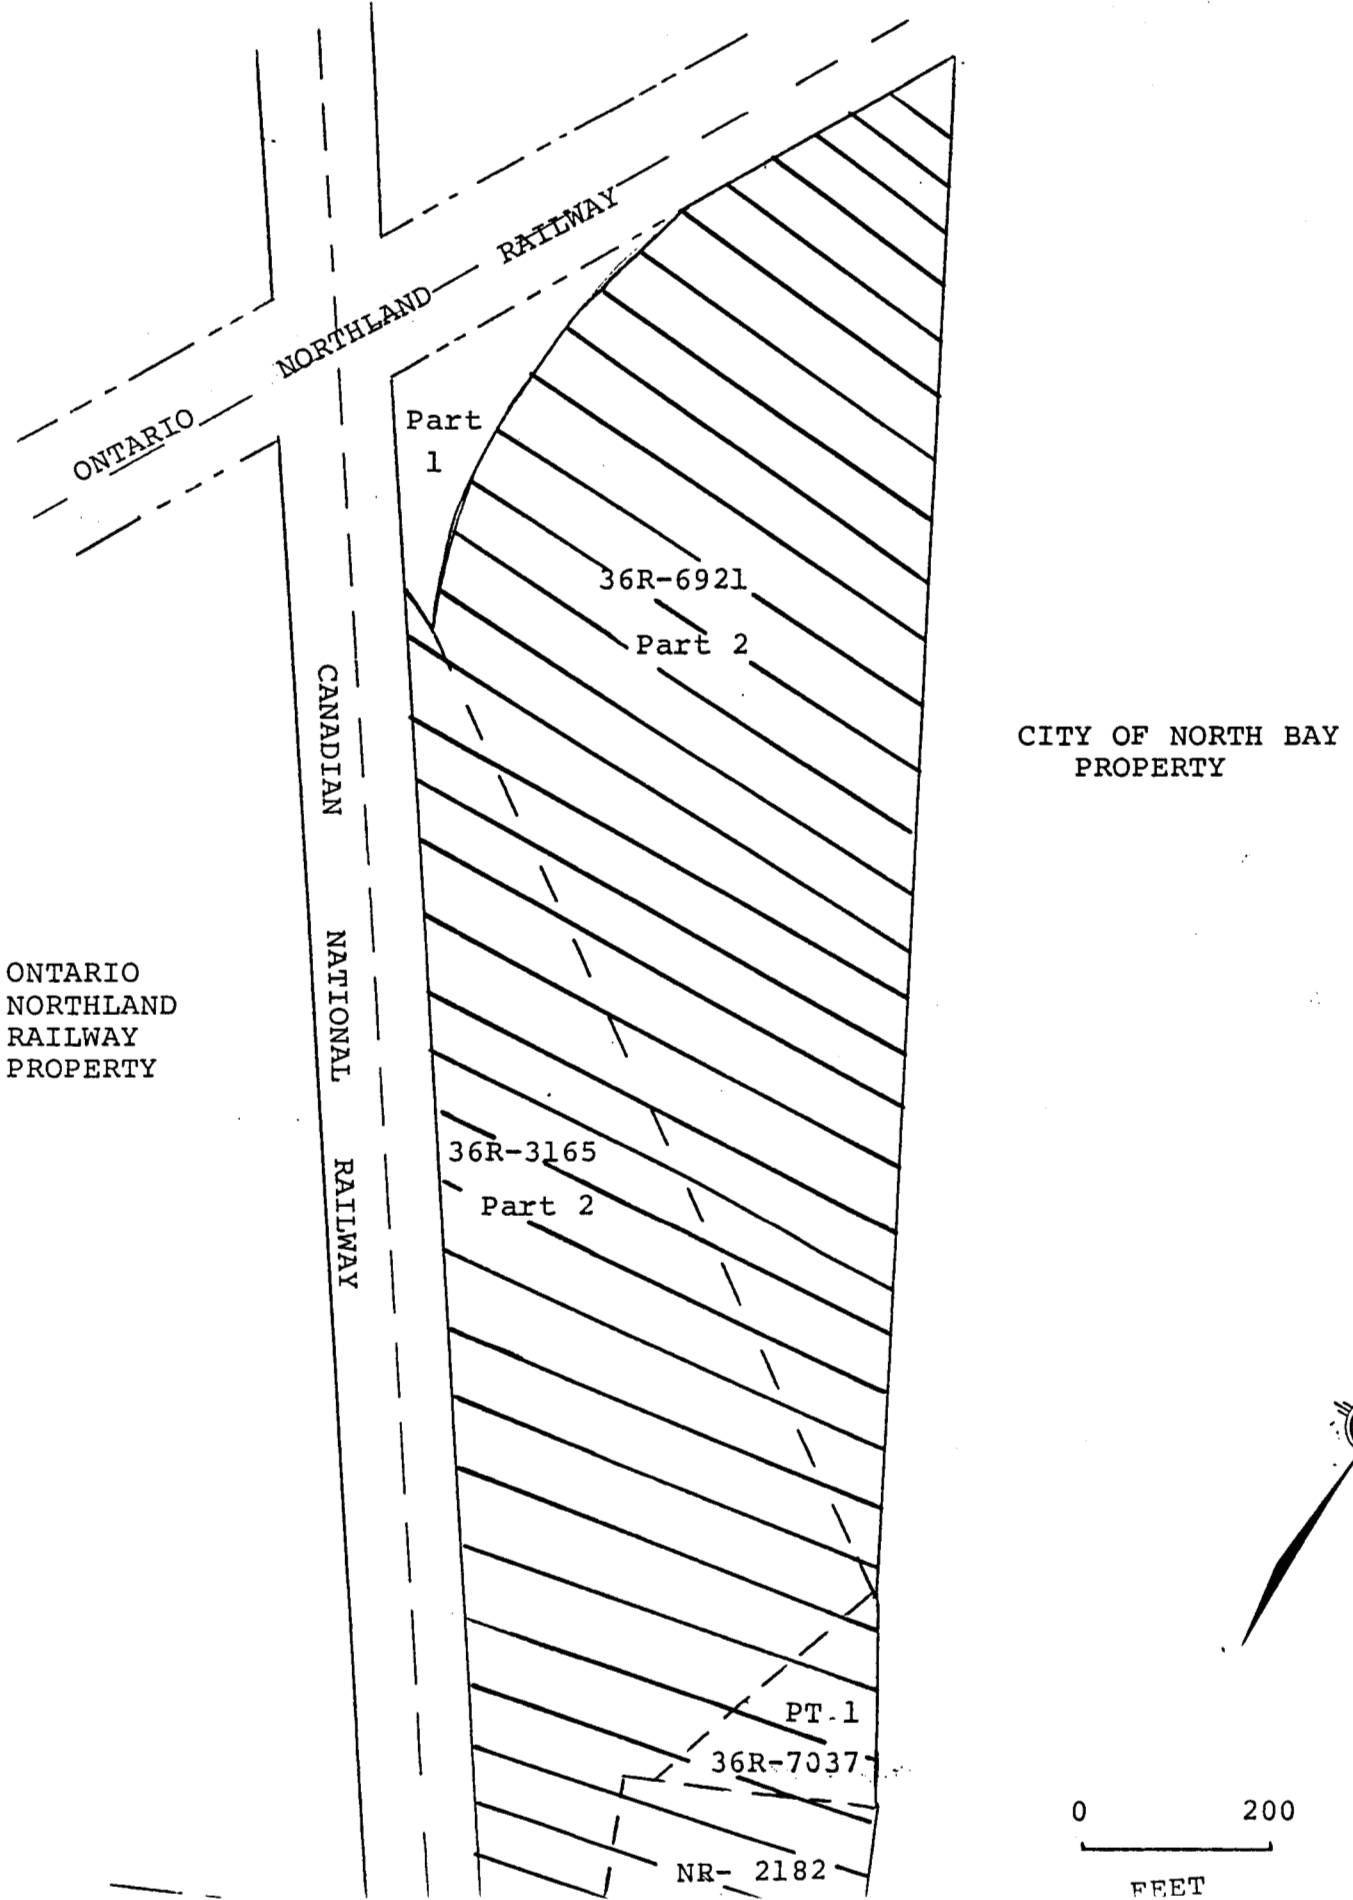 ONTARIO NORTHLAND RAILWAY
Part
1
36R-6921
Part 2
CANADIAN NATIONAL RAILWAY
CITY OF NORTH BAY
PROPERTY
ONTARIO
NORTHLAND
RAILWAY
PROPERTY
36R-3165
Part 2
PT.1
36R-7037
NR- 2182
0 200
FEET